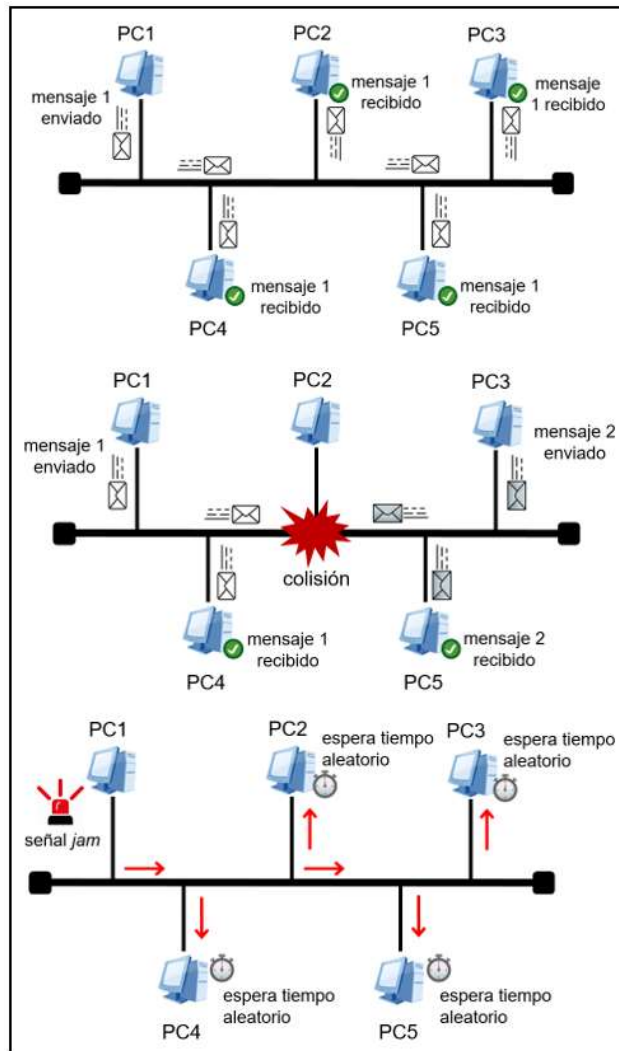 PC1
PC2
PC3
mensaje 1
enviado
mensaje 1
recibido
mensaje
1 recibido
mensaje 1
recibido
mensaje 1
recibido
PC4
PC5
PC1
PC2
PC3
mensaje 1
enviado
mensaje 2
enviado
colisión
mensaje 1
recibido
mensaje 2
recibido
PC4
PC5
PC1
PC2
PC3
espera tiempo
aleatorio
espera tiempo
aleatorio
señal jam
espera tiempo
aleatorio
espera tiempo
aleatorio
PC4
PC5